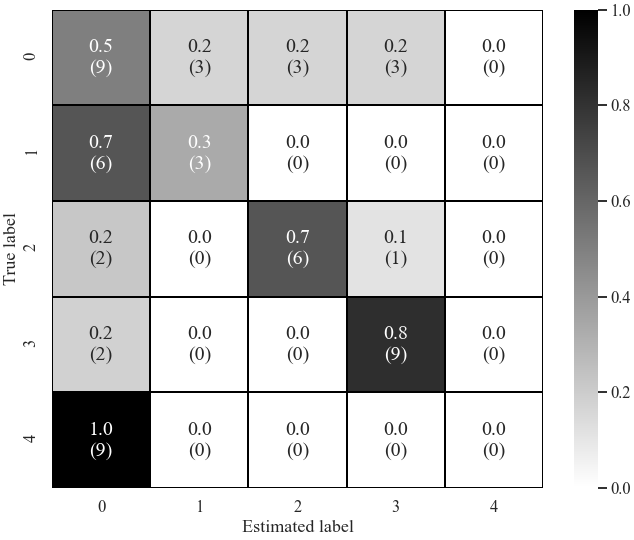 0 0.5 0.2 0.2 0.2 0.0
(9) (3) (3) (3) (0)
1 0.7 0.3 0.0 0.0 0.0
(6) (3) (0) (0) (0)
2 0.2 0.0 0.7 0.1 0.0
(2) (0) (6) (1) (0)
3 0.2 0.0 0.0 0.8 0.0
(2) (0) (0) (9) (0)
4 1.0 0.0 0.0 0.0 0.0
(9) (0) (0) (0) (0)
0 1 2 3 4
Estimated label
True label
1.0
0.8
0.6
0.4
0.2
0.0